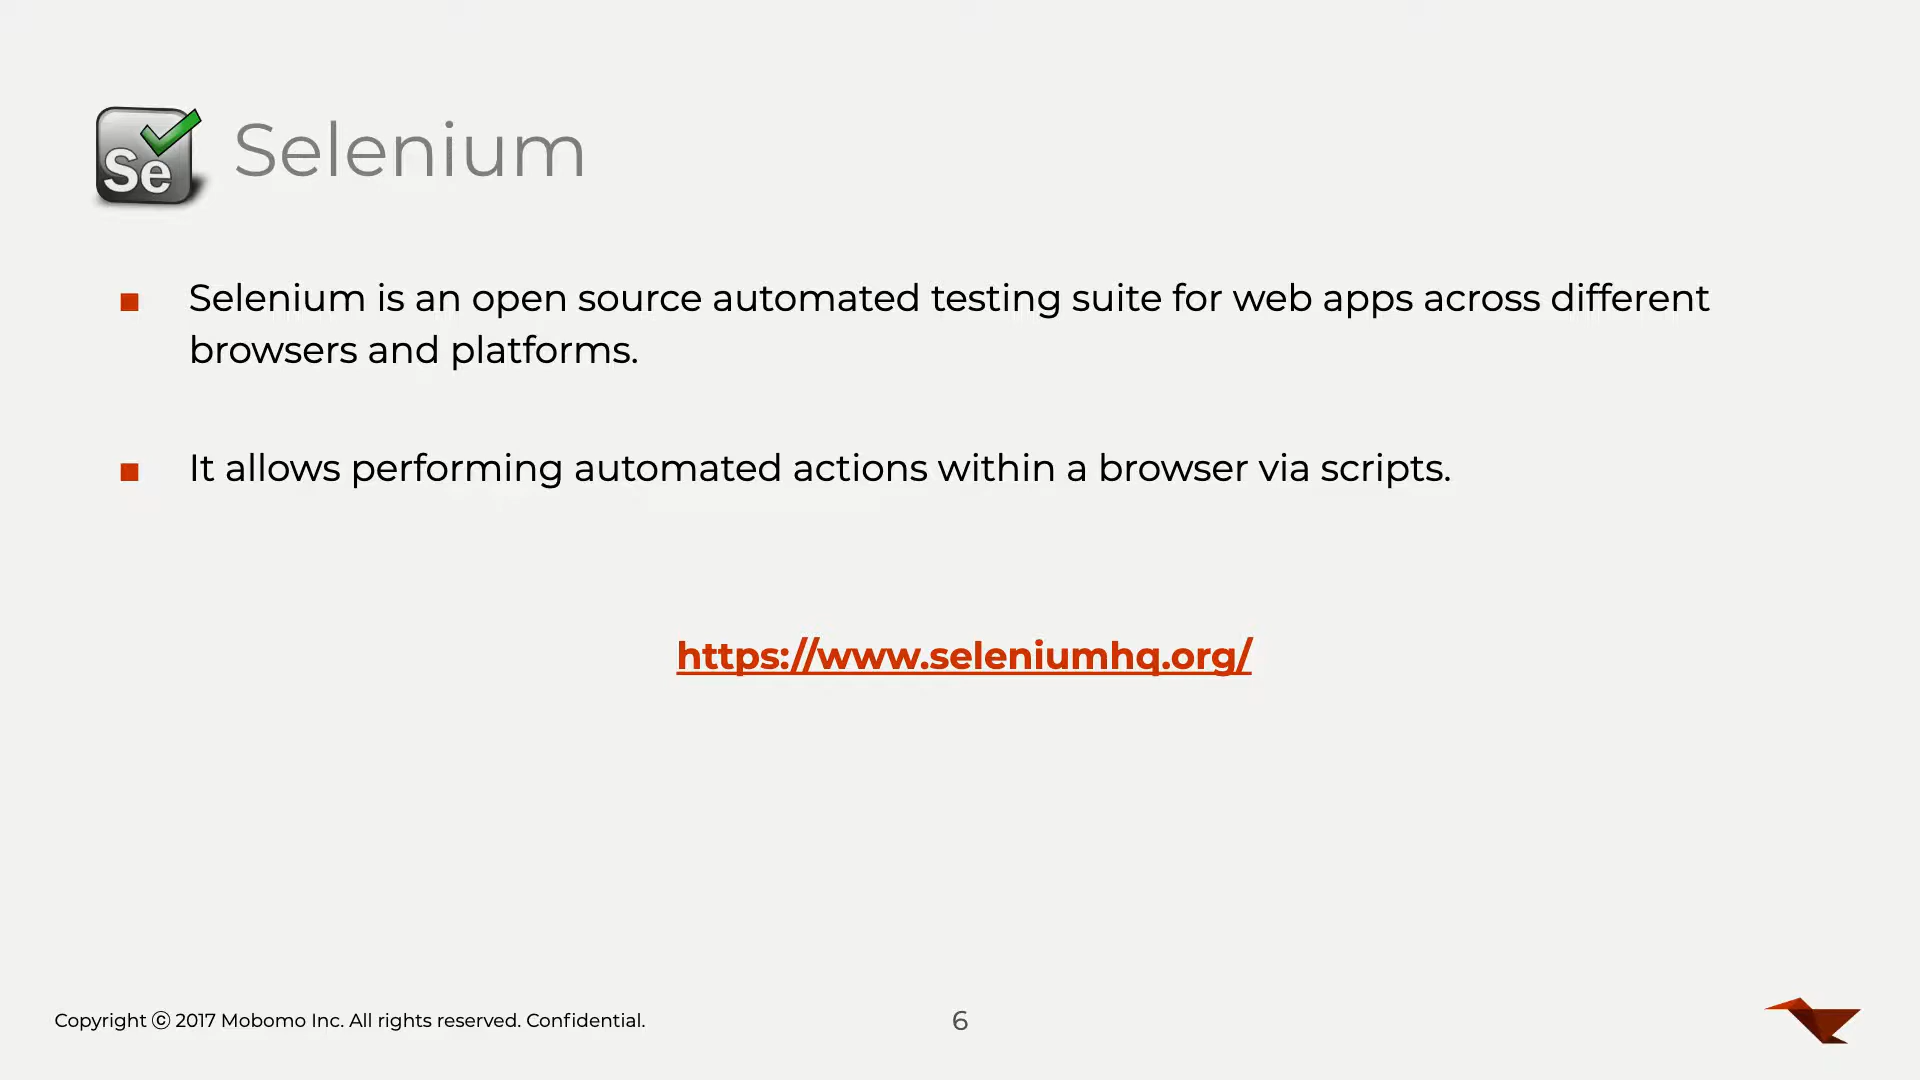 Se
Selenium
■ Selenium is an open source automated testing suite for web apps across different
browsers and platforms.
■ It allows performing automated actions within a browser via scripts.
https://www.seleniumhq.org/
Copyright ⓒ 2017 Mobomo Inc. All rights reserved. Confidential.
6